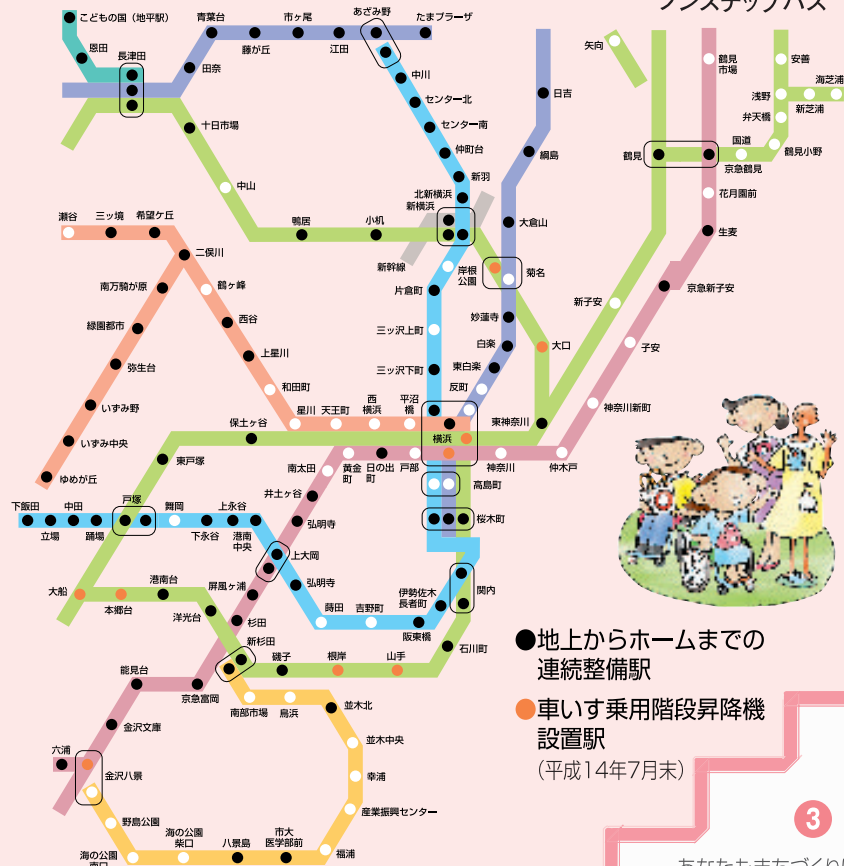 ノンステップバス
こどもの国（地平駅）
恩田
長津田
青葉台
藤が丘
市ヶ尾
江田
あざみ野
たまプラーザ
田奈
十日市場
中山
鴨居
小机
中川
センター北
センター南
仲町台
新羽
北新横浜
新横浜
新幹線
日吉
綱島
大倉山
岸根
公園
菊名
矢向
鶴見
鶴見
市場
安善
浅野
海芝浦
新芝浦
弁天橋
国道
京急鶴見
鶴見小野
花月園前
生麦
京急新子安
新子安
子安
神奈川新町
瀬谷
三ッ境
希望ケ丘
二俣川
南万騎が原
鶴ヶ峰
緑園都市
西谷
弥生台
上星川
いずみ野
和田町
いずみ中央
ゆめが丘
星川
天王町
西
横浜
平沼
橋
片倉町
三ッ沢上町
三ッ沢下町
妙蓮寺
白楽
東白楽
反町
大口
東神奈川
横浜
保土ヶ谷
東戸塚
南太田
黄金
町
日の出
町
戸部
神奈川
仲木戸
高島町
桜木町
井土ヶ谷
弘明寺
下飯田
立場
中田
踊場
戸塚
舞岡
下永谷
上永谷
港南
中央
上大岡
弘明寺
蒔田
吉野町
阪東橋
伊勢佐木
長者町
関内
石川町
大船
本郷台
港南台
洋光台
屏風ヶ浦
杉田
新杉田
磯子
根岸
山手
能見台
京急富岡
金沢文庫
六浦
金沢八景
南部市場
鳥浜
並木北
並木中央
幸浦
産業振興センター
福浦
市大
医学部前
八景島
海の公園
柴口
海の公園
南口
野島公園
●地上からホームまでの
連続整備駅
●車いす乗用階段昇降機
設置駅
（平成14年7月末）
3